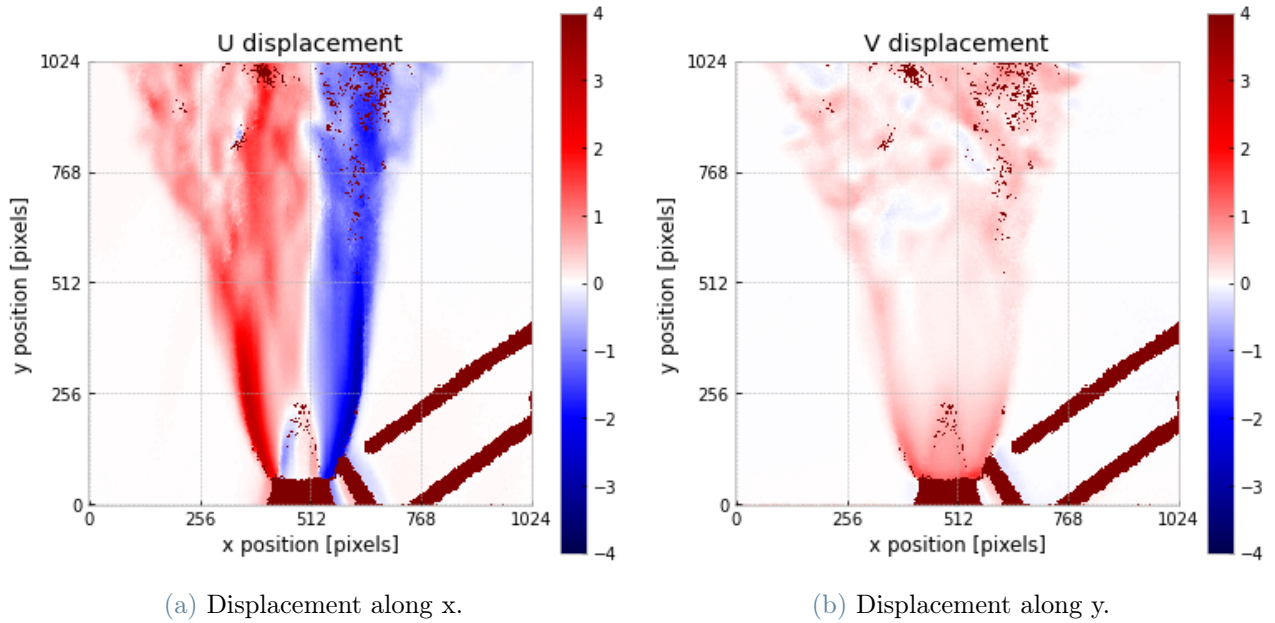 U displacement
1024
768
512
256
0
y position [pixels]
0 256 512 768 1024
x position [pixels]
4
3
2
1
0
−1
−2
−3
−4
(a) Displacement along x.
V displacement
1024
768
512
256
0
y position [pixels]
0 256 512 768 1024
x position [pixels]
4
3
2
1
0
−1
−2
−3
−4
(b) Displacement along y.